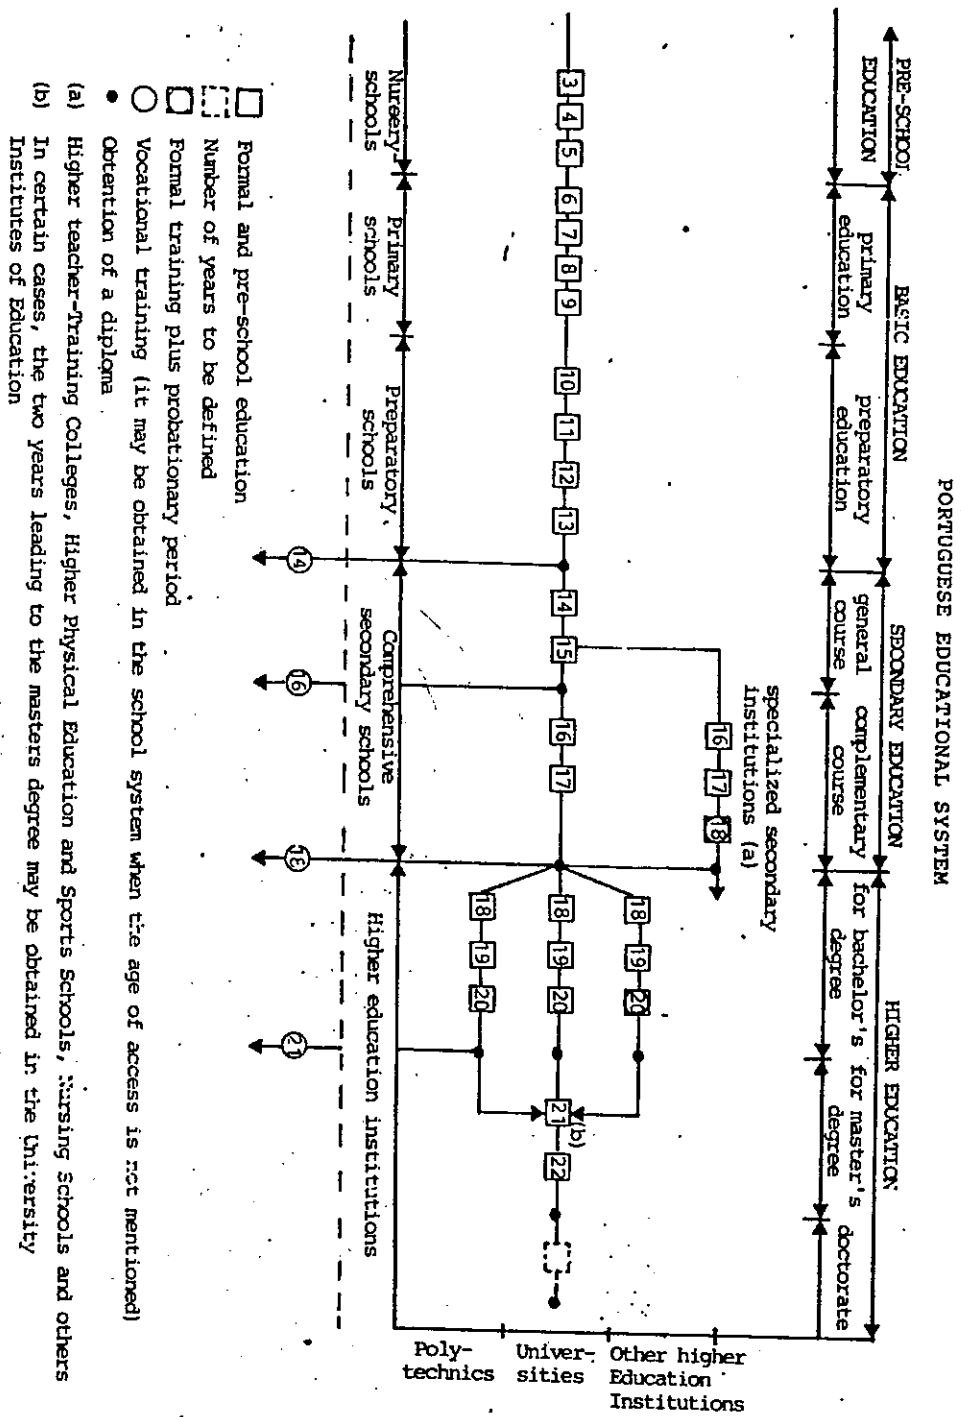 PORTUGUESE EDUCATIONAL SYSTEM
PRE-SCHOOL
EDUCATION
BASIC EDUCATION
SECONDARY EDUCATION
HIGHER EDUCATION
primary
education
preparatory
education
general
course
complementary
course
for bachelor's
degree
for master's
degree
doctorate
specialized secondary
institutions (a)
16 17 18
18 19 20
3 4 5 6 7 8 9 10 11 12 13 14 15 16 17 18 19 20 21 22
(b)
18 19 20
Other higher
Education
Institutions
Univer-
sities
Poly-
technics
Nursery-
schools
Primary
schools
Preparatory
schools
Comprehensive
secondary schools
Higher education institutions
14 16 18 21
Formal and pre-school education
Number of years to be defined
Formal training plus probationary period
Vocational training (it may be obtained in the school system when the age of access is not mentioned)
Obtention of a diploma
(a) Higher teacher-Training Colleges, Higher Physical Education and Sports Schools, Nursing Schools and others
(b) In certain cases, the two years leading to the masters degree may be obtained in the University
Institutes of Education